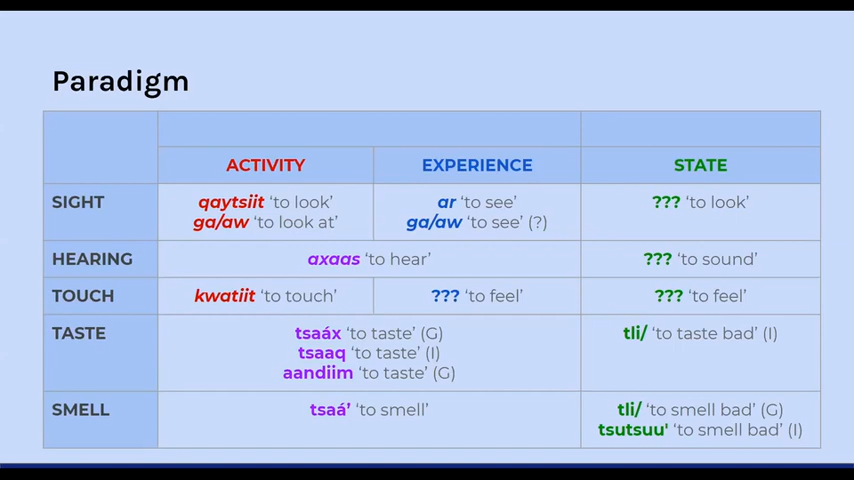 Paradigm
ACTIVITY EXPERIENCE STATE
SIGHT qaytsiit ‘to look’ ar ‘to see’ ??? ‘to look’
ga/aw ‘to look at’ ga/aw ‘to see’ (?)
HEARING axaas ‘to hear’ ??? ‘to sound’
TOUCH kwatiit ‘to touch’ ??? ‘to feel’ ??? ‘to feel’
TASTE tsaáx ‘to taste’ (G) tli/ ‘to taste bad’ (I)
tsaaq ‘to taste’ (I)
aandiim ‘to taste’ (G)
SMELL tsaá’ ‘to smell’ tli/ ‘to smell bad’ (G)
tsutsuu' ‘to smell bad’ (I)